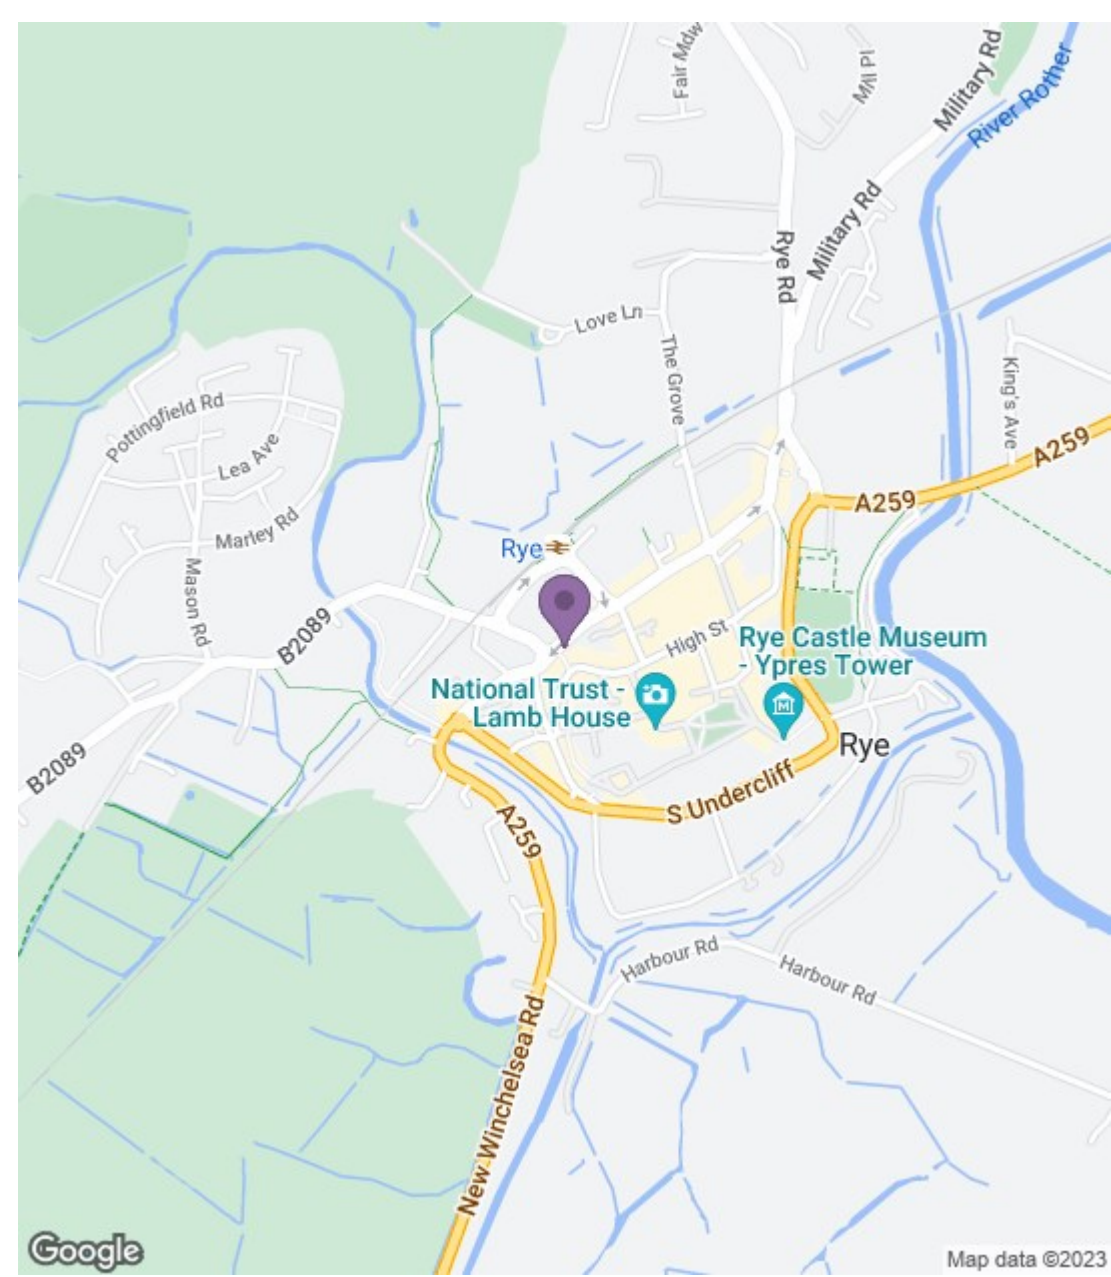 Fair Mdw
Military Rd
River Rother
Military Rd
Rye Rd
Love Ln
The Grove
King's Ave
Pottingfield Rd
Lea Ave
A259
A259
Marley Rd
Rye
Mason Rd
B2089
High St
Rye Castle Museum
- Ypres Tower
National Trust -
Lamb House
M
Rye
B2089
S Undercliff
A259
Harbour Rd
Harbour Rd
New Winchelsea Rd
Google
Map data ©2023